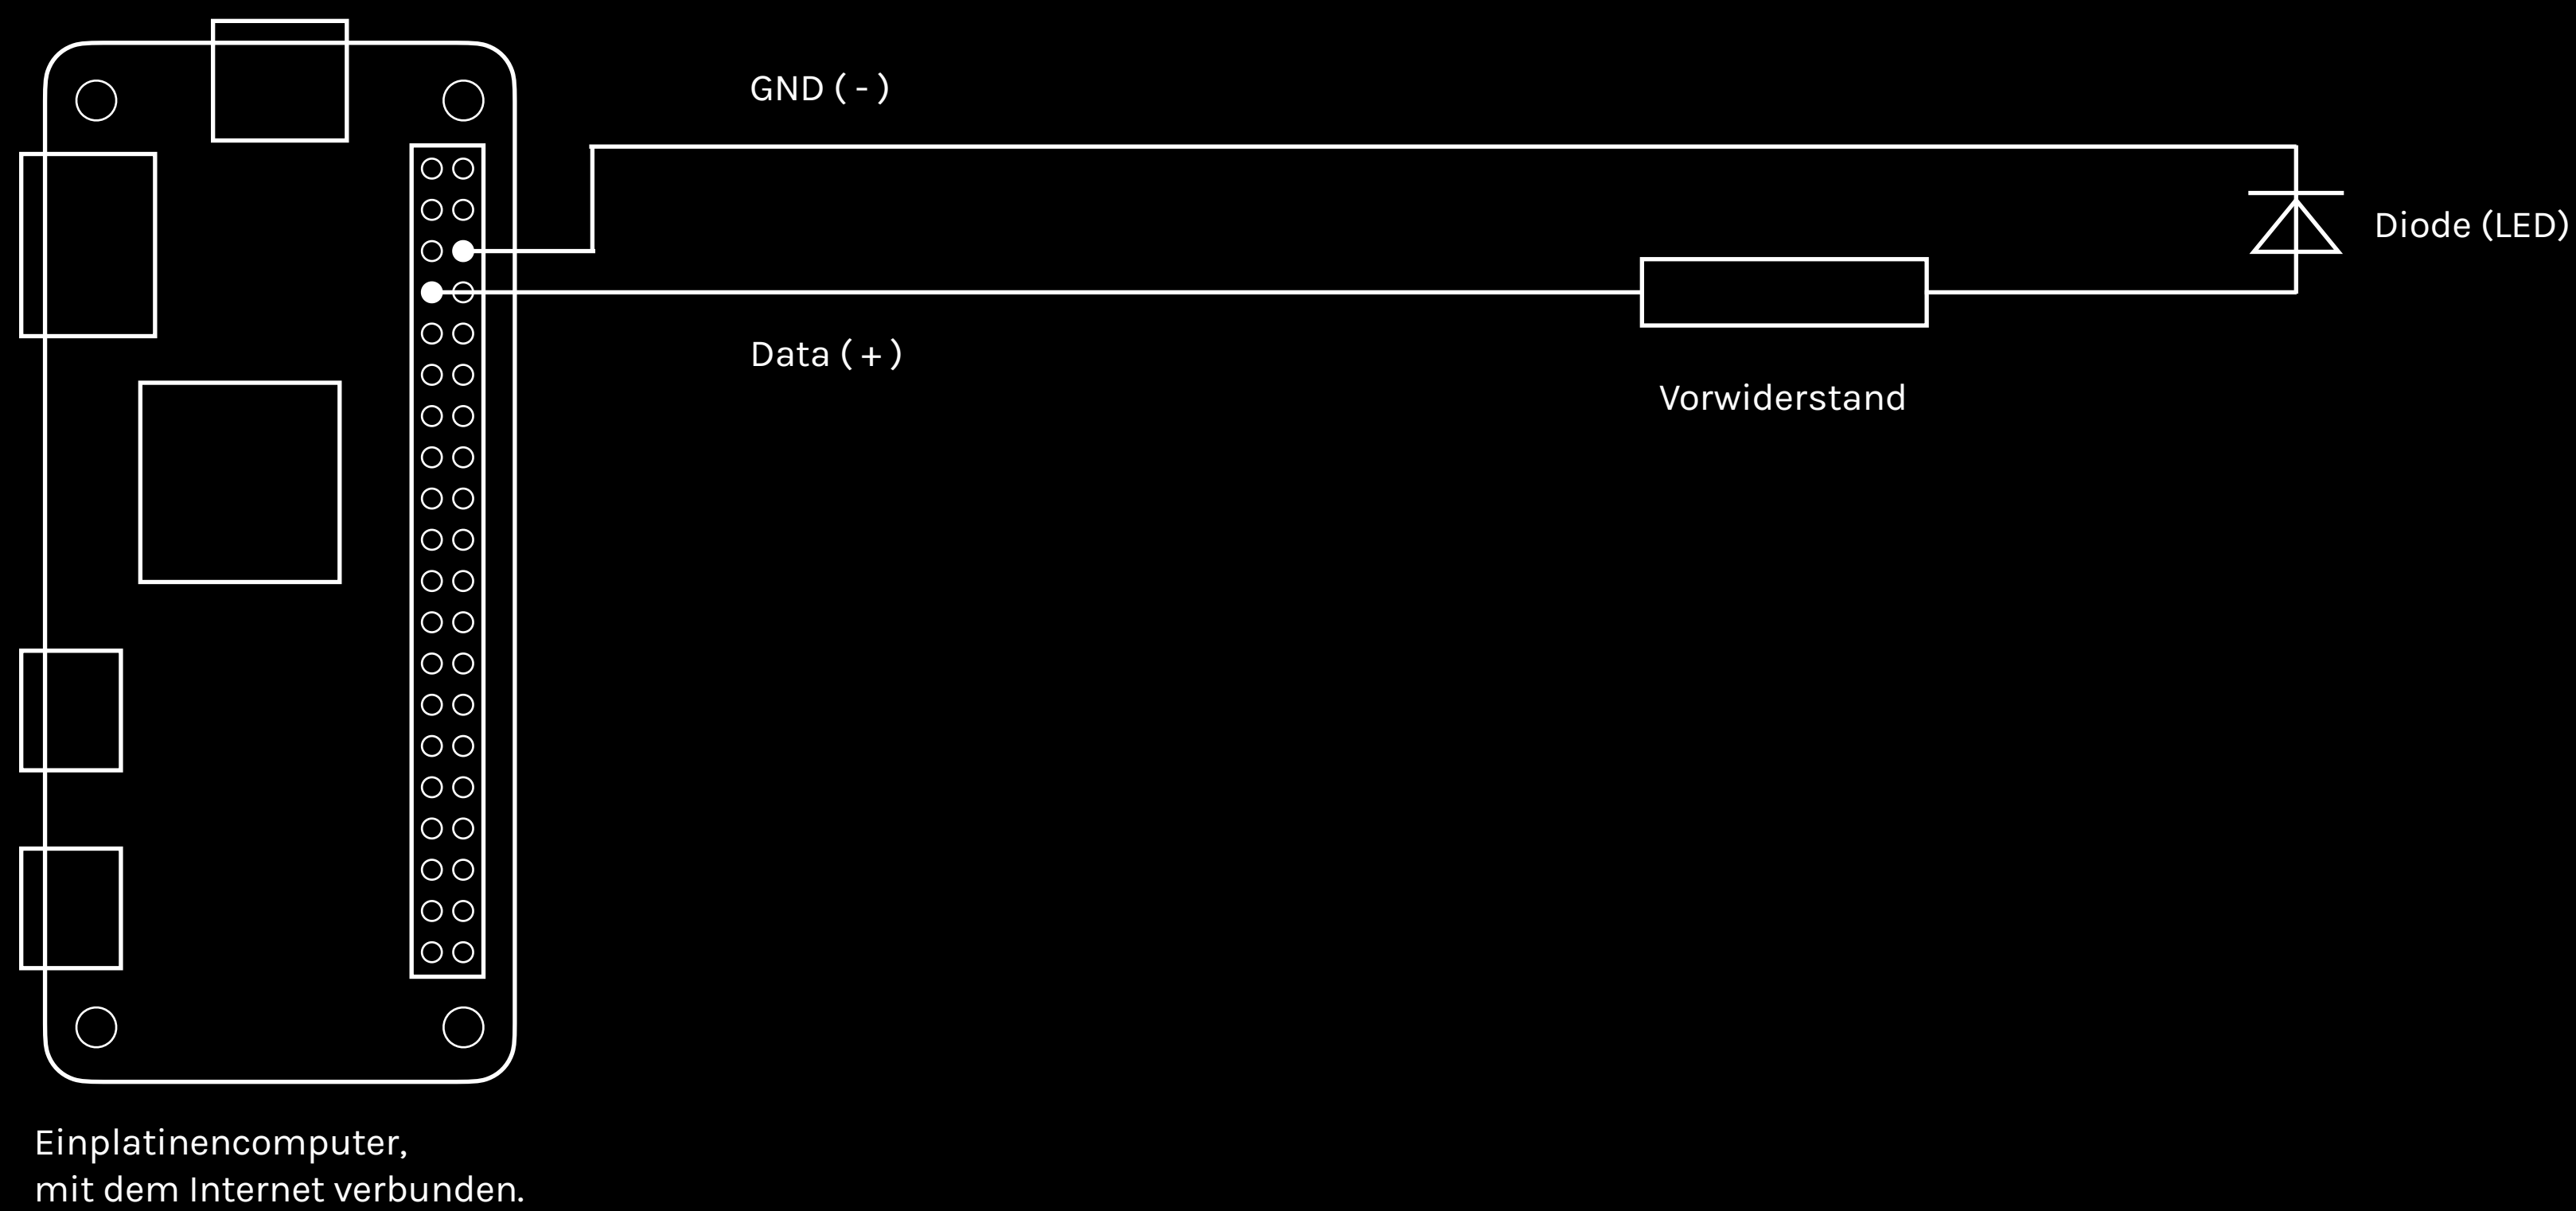 GND ( - )
Diode (LED)
Data ( + )
Vorwiderstand
Einplatinencomputer,
mit dem Internet verbunden.